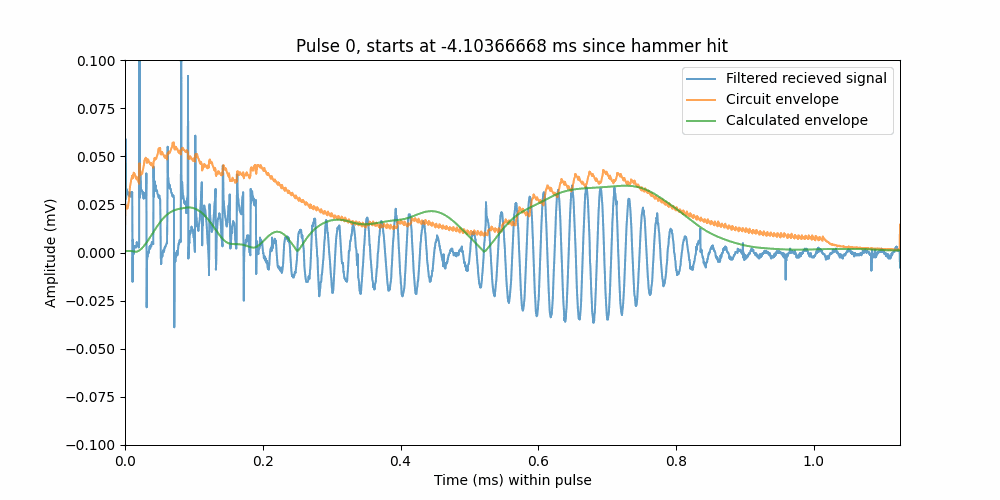 Pulse 0, starts at -4.10366668 ms since hammer hit
Filtered recieved signal
Circuit envelope
Calculated envelope
Amplitude (mV)
0.100
0.075
0.050
0.025
0.000
−0.025
−0.050
−0.075
−0.100
0.0 0.2 0.4 0.6 0.8 1.0
Time (ms) within pulse